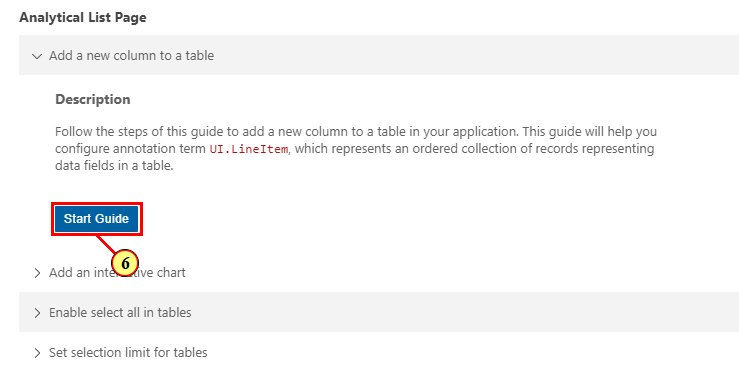 Analytical List Page
Add a new column to a table
Description
Follow the steps of this guide to add a new column to a table in your application. This guide will help you
configure annotation term UI.LineItem, which represents an ordered collection of records representing
data fields in a table.
Start Guide
6
Add an interactive chart
Enable select all in tables
Set selection limit for tables